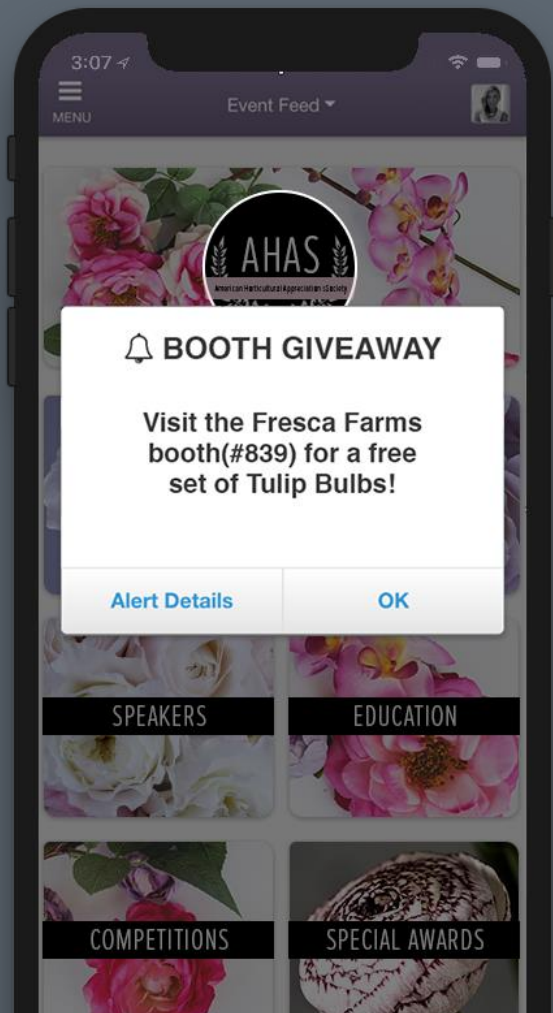 3:07
MENU
Event Feed
AHAS
American Horticultural Appreciation sSociety
BOOTH GIVEAWAY
Visit the Fresca Farms
booth(#839) for a free
set of Tulip Bulbs!
Alert Details
OK
SPEAKERS
EDUCATION
COMPETITIONS
SPECIAL AWARDS